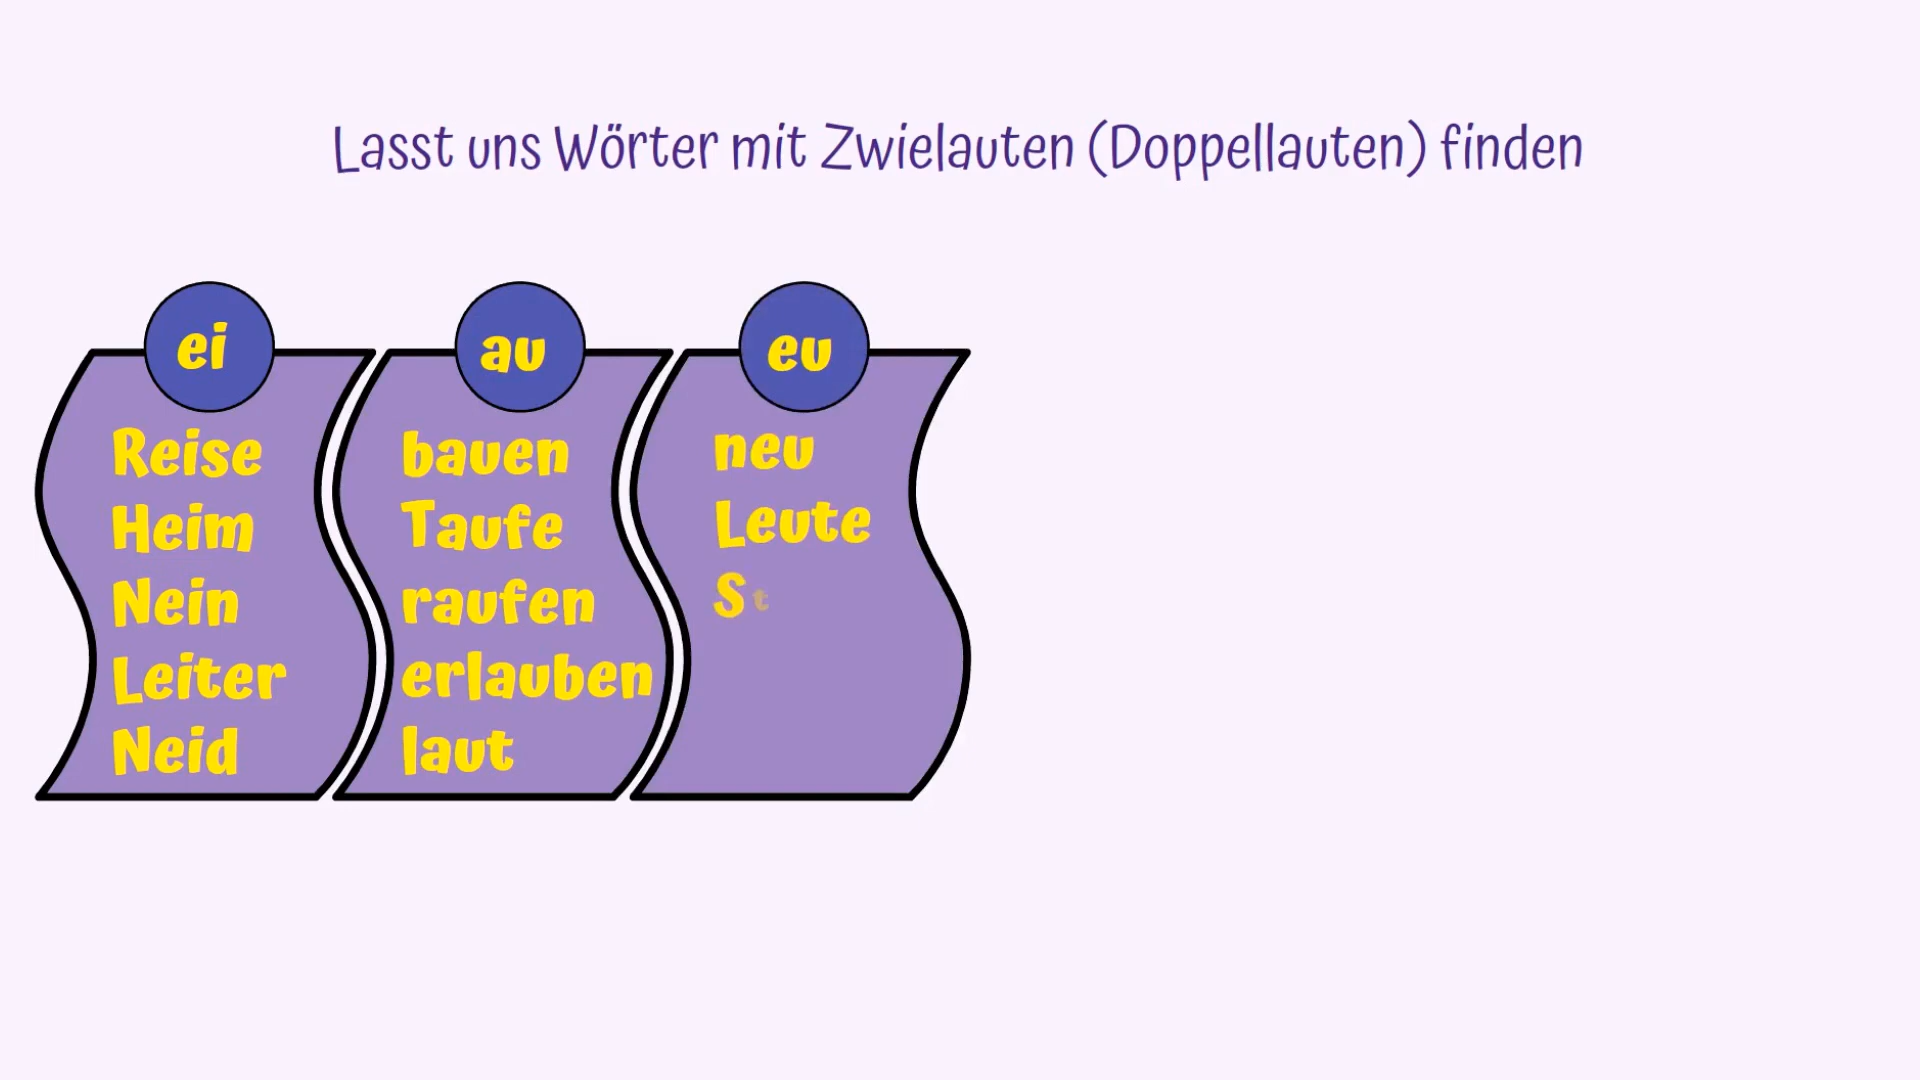 Lasst uns Wörter mit Zwielauten (Doppellauten) finden
ei
Reise
Heim
Nein
Leiter
Neid
au
bauen
Taufe
raufen
erlauben
laut
eu
neu
Leute
St